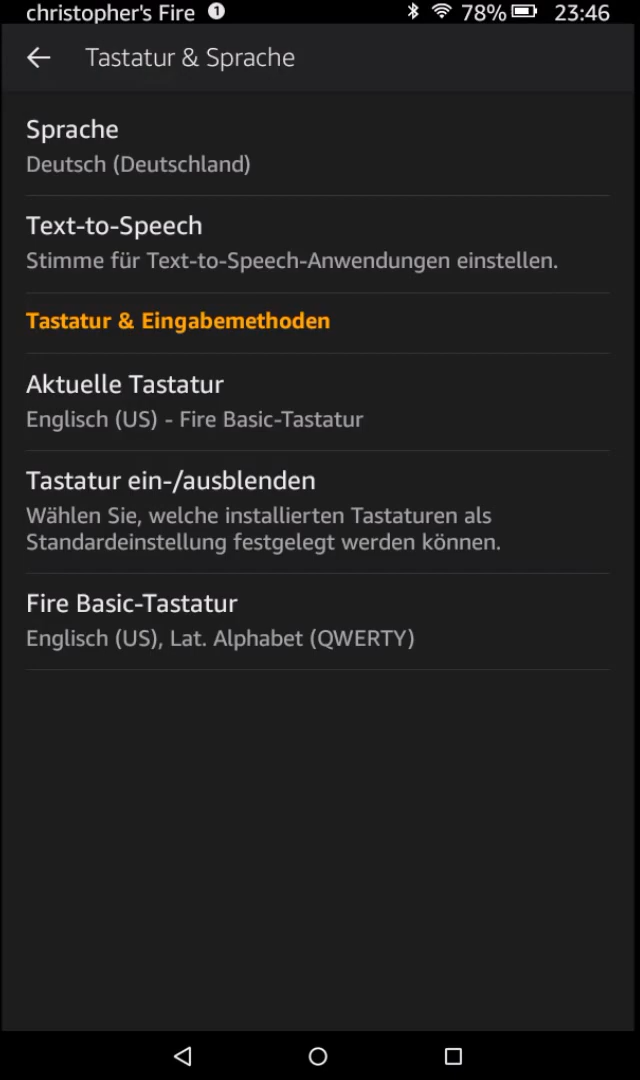 christopher's Fire 1 78% 23:46
Tastatur & Sprache
Sprache
Deutsch (Deutschland)
Text-to-Speech
Stimme für Text-to-Speech-Anwendungen einstellen.
Tastatur & Eingabemethoden
Aktuelle Tastatur
Englisch (US) - Fire Basic-Tastatur
Tastatur ein-/ausblenden
Wählen Sie, welche installierten Tastaturen als
Standardeinstellung festgelegt werden können.
Fire Basic-Tastatur
Englisch (US), Lat. Alphabet (QWERTY)